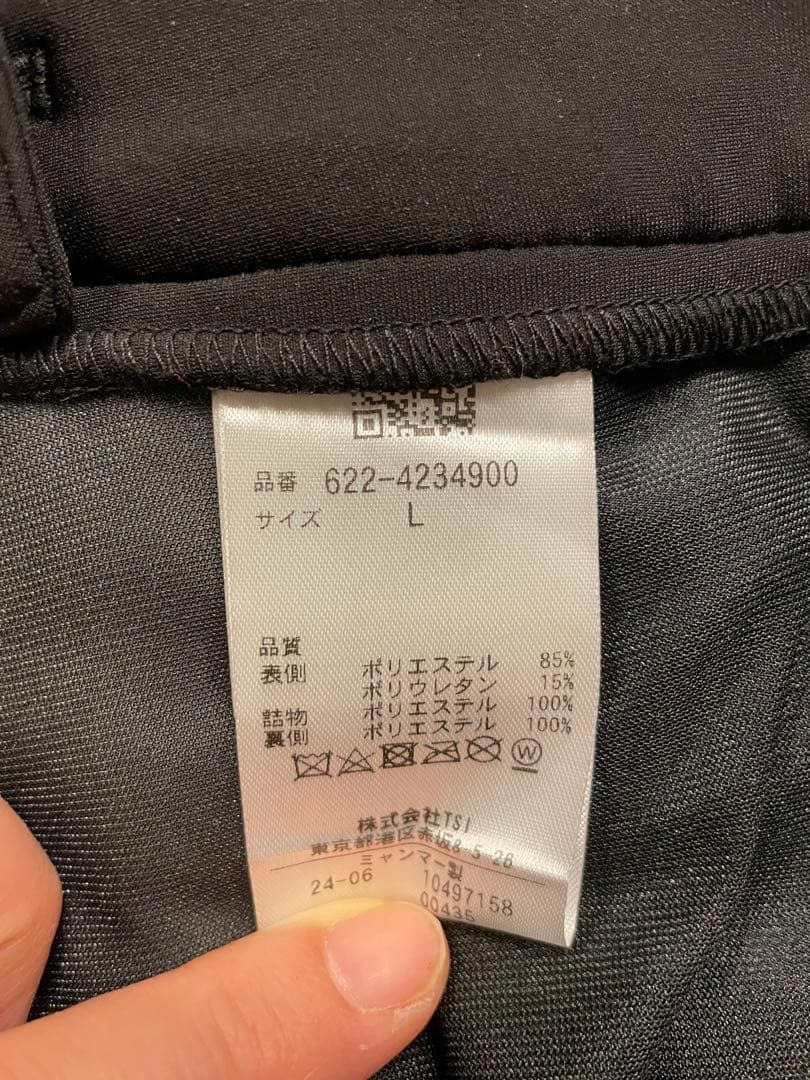 品番 622-4234900
サイズ L
品質
表側 ポリエステル 85%
ポリウレタン 15%
詰物 ポリエステル 100%
裏側 ポリエステル 100%
W
株式会社TSI
東京都港区赤坂8-5-26
ミャンマー製
24-06 10497158
00435